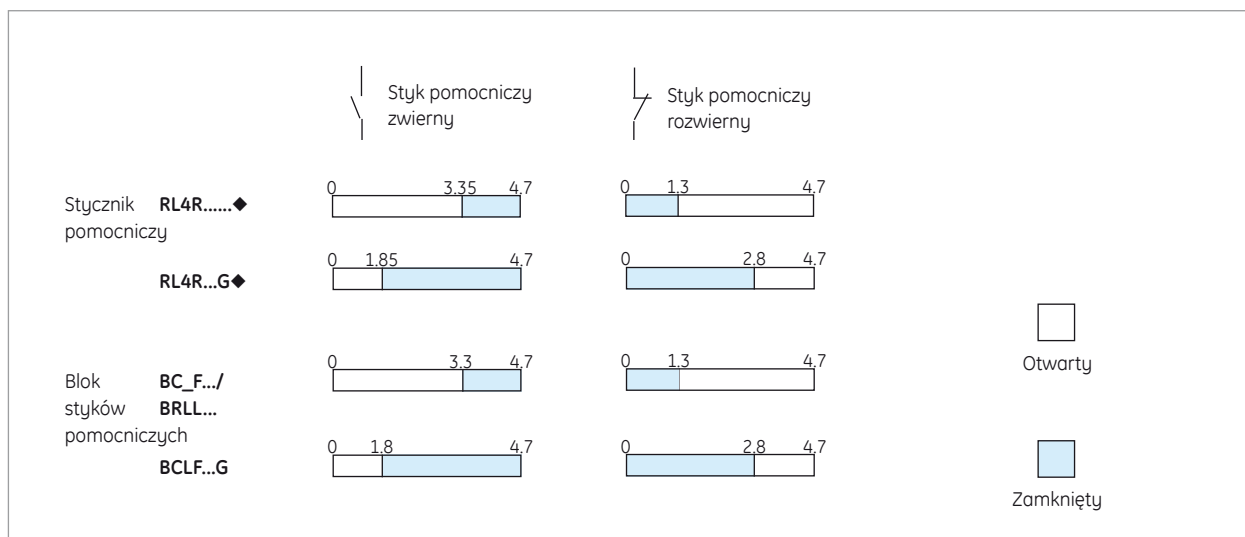 Styk pomocniczy
zwierny
Styk pomocniczy
rozwierny
Stycznik RL4R......◆
pomocniczy
0 3.35 4.7
0 1.3 4.7
RL4R...G◆
0 1.85 4.7
0 2.8 4.7
Blok BC_F.../
styków BRLL...
pomocniczych
0 3.3 4.7
0 1.3 4.7
BCLF...G
0 1.8 4.7
0 2.8 4.7
Otwarty
Zamknięty